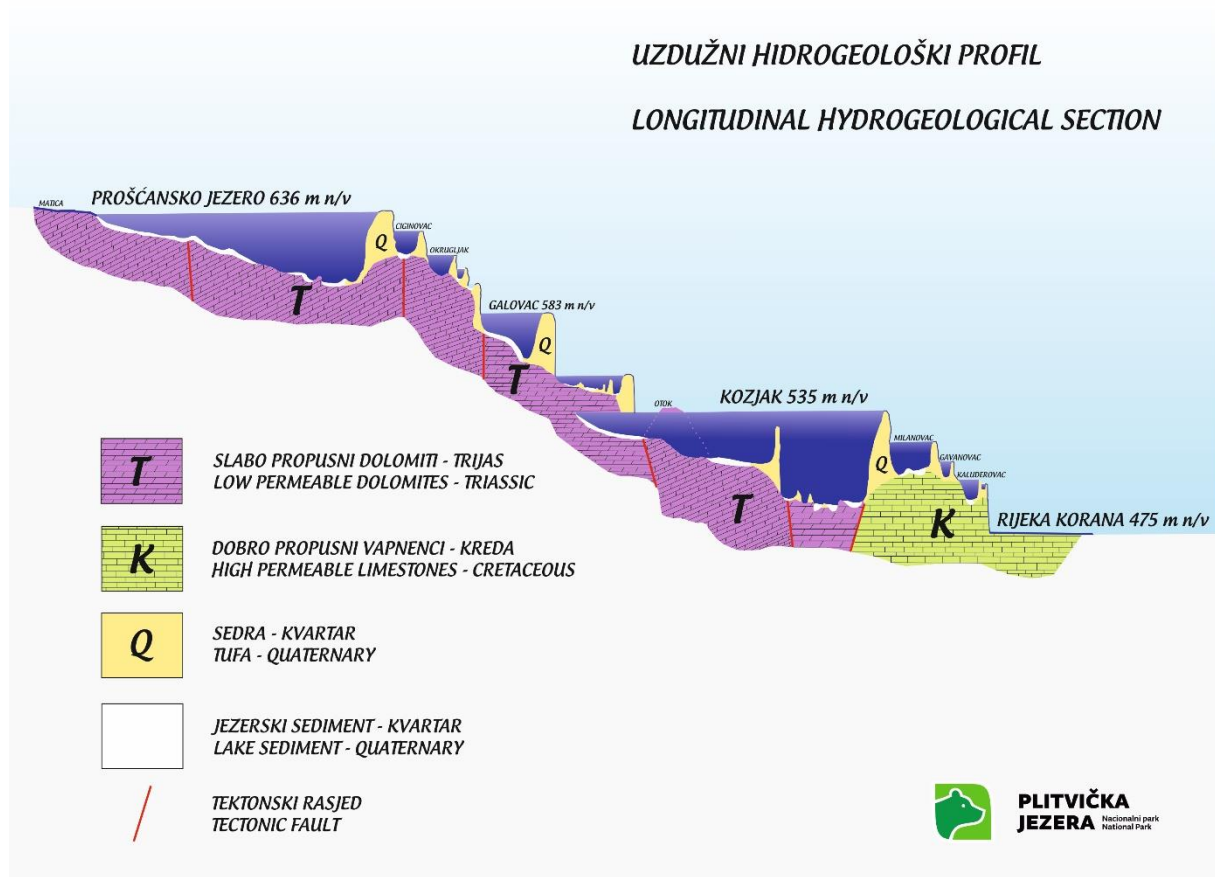 UZDUŽNI HIDROGEOLOŠKI PROFIL
LONGITUDINAL HYDROGEOLOGICAL SECTION
MATICA
PROŠĆANSKO JEZERO 636 m n/v
CIGINOVAC
Q
OKRUGLJAK
T
GALOVAC 583 m n/v
Q
T
OTOK
KOZJAK 535 m n/v
MILANOVAC
GAVANOVAC
KALUĐEROVAC
Q
T
K
RIJEKA KORANA 475 m n/v
T
SLABO PROPUSNI DOLOMITI - TRIJAS
LOW PERMEABLE DOLOMITES - TRIASSIC
K
DOBRO PROPUSNI VAPNENCI - KREDA
HIGH PERMEABLE LIMESTONES - CRETACEOUS
Q
SEDRA - KVARTAR
TUFA - QUATERNARY
JEZERSKI SEDIMENT - KVARTAR
LAKE SEDIMENT - QUATERNARY
TEKTONSKI RASJED
TECTONIC FAULT
PLITVIČKA
JEZERA
Nacionalni park
National Park